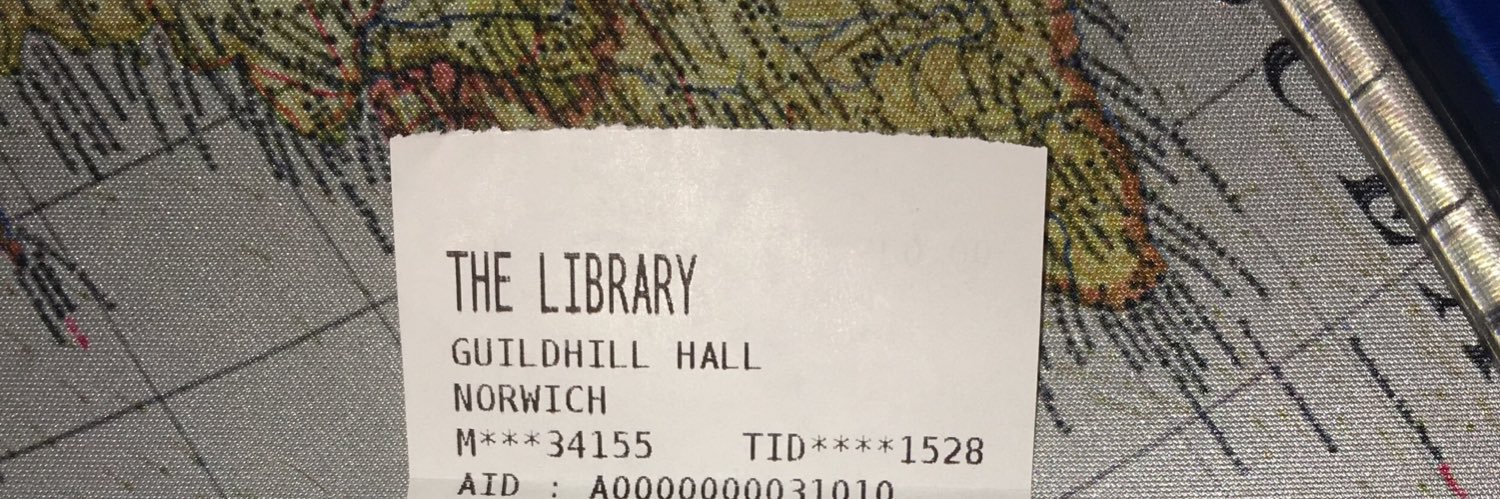 THE LIBRARY
GUILDHILL HALL
NORWICH
M***34155 TID****1528
AID : A0000000031010